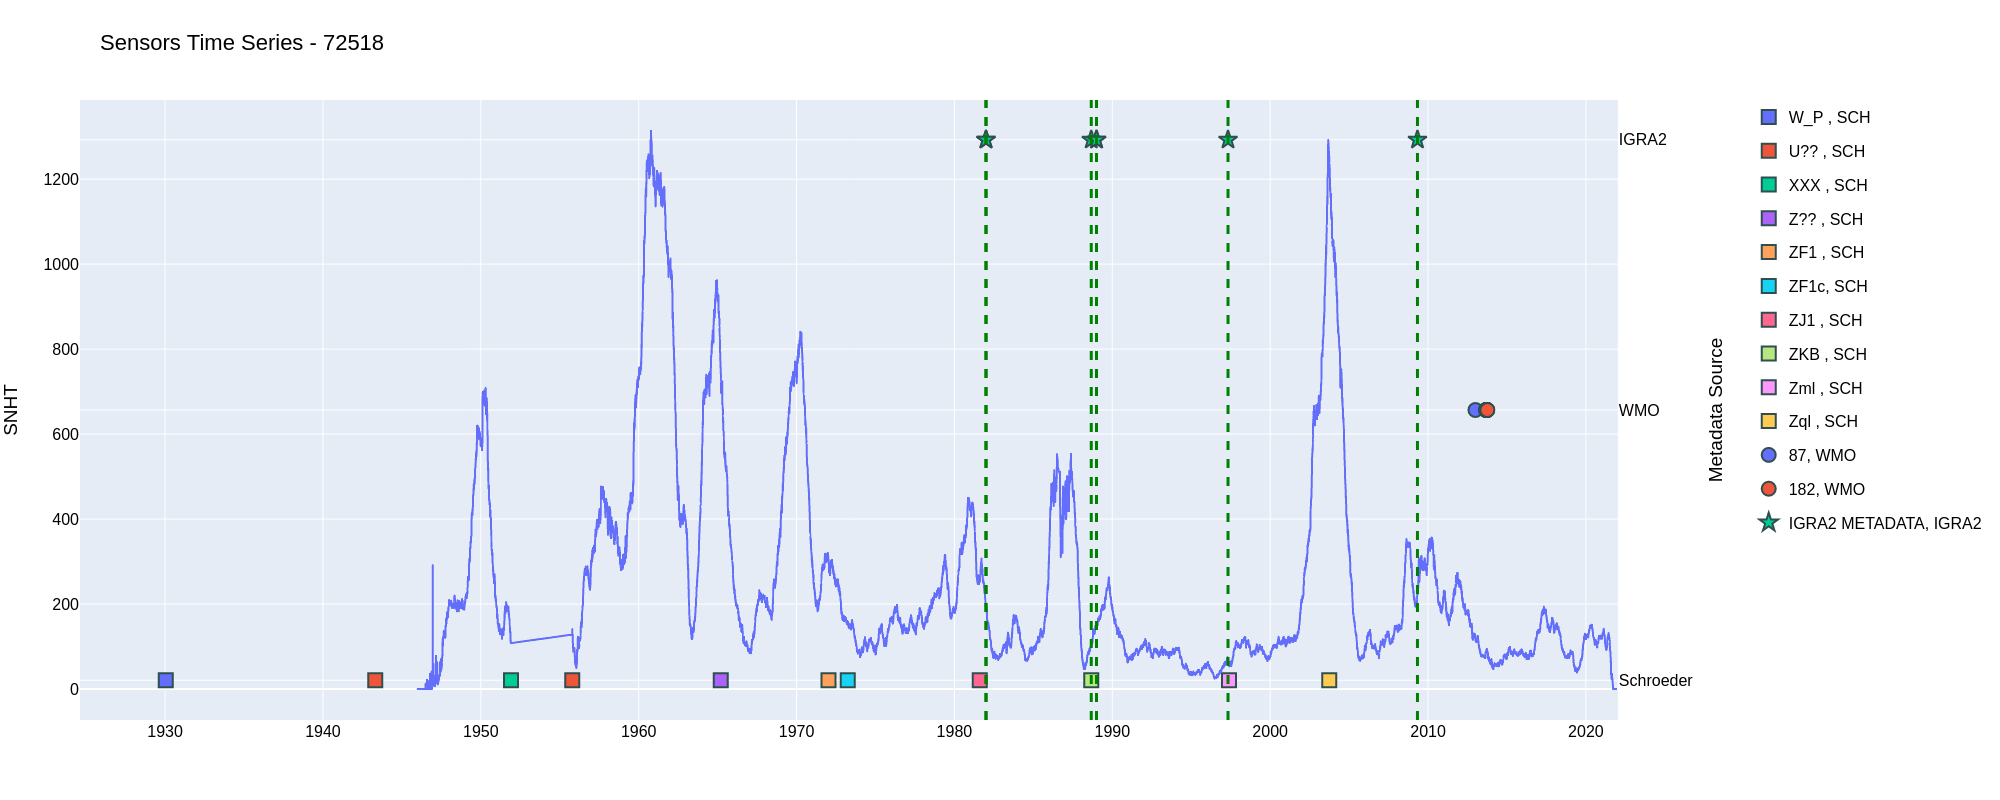 Sensors Time Series - 72518
SNHT
1200
1000
800
600
400
200
0
1930
1940
1950
1960
1970
1980
1990
2000
2010
2020
IGRA2
WMO
Schroeder
Metadata Source
W_P , SCH
U?? , SCH
XXX , SCH
Z?? , SCH
ZF1 , SCH
ZF1c, SCH
ZJ1 , SCH
ZKB , SCH
Zml , SCH
Zql , SCH
87, WMO
182, WMO
IGRA2 METADATA, IGRA2